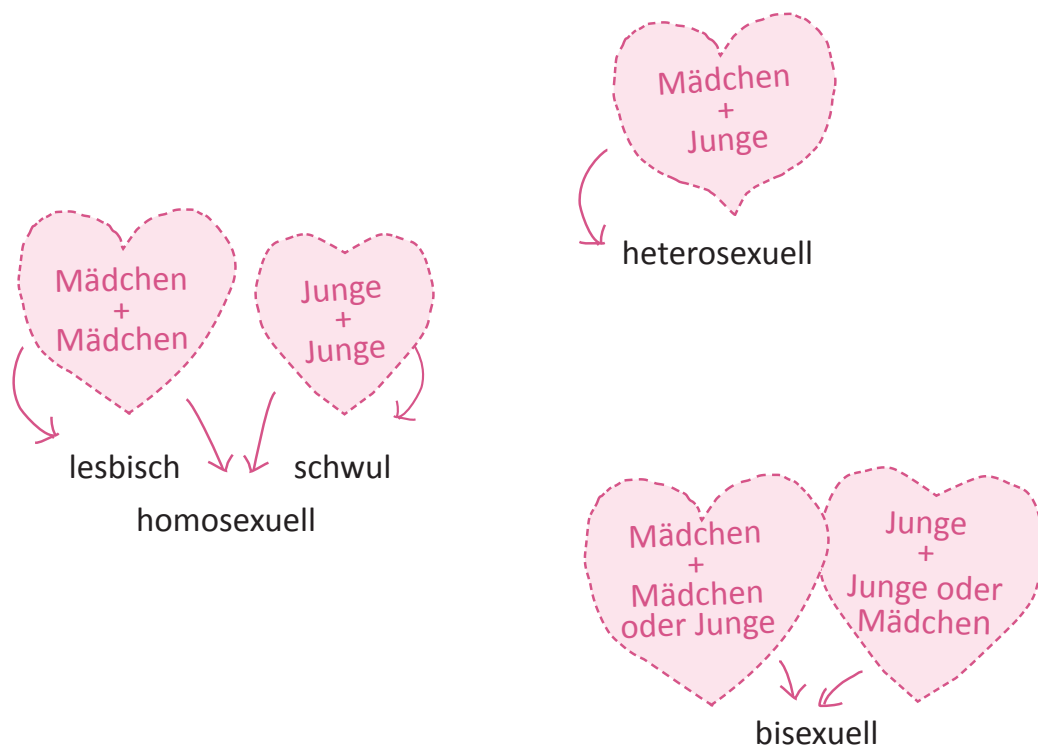 Mädchen
+
Junge
heterosexuell
Mädchen
+
Mädchen
Junge
+
Junge
lesbisch
schwul
homosexuell
Mädchen
+
Mädchen
oder Junge
Junge
+
Junge oder
Mädchen
bisexuell